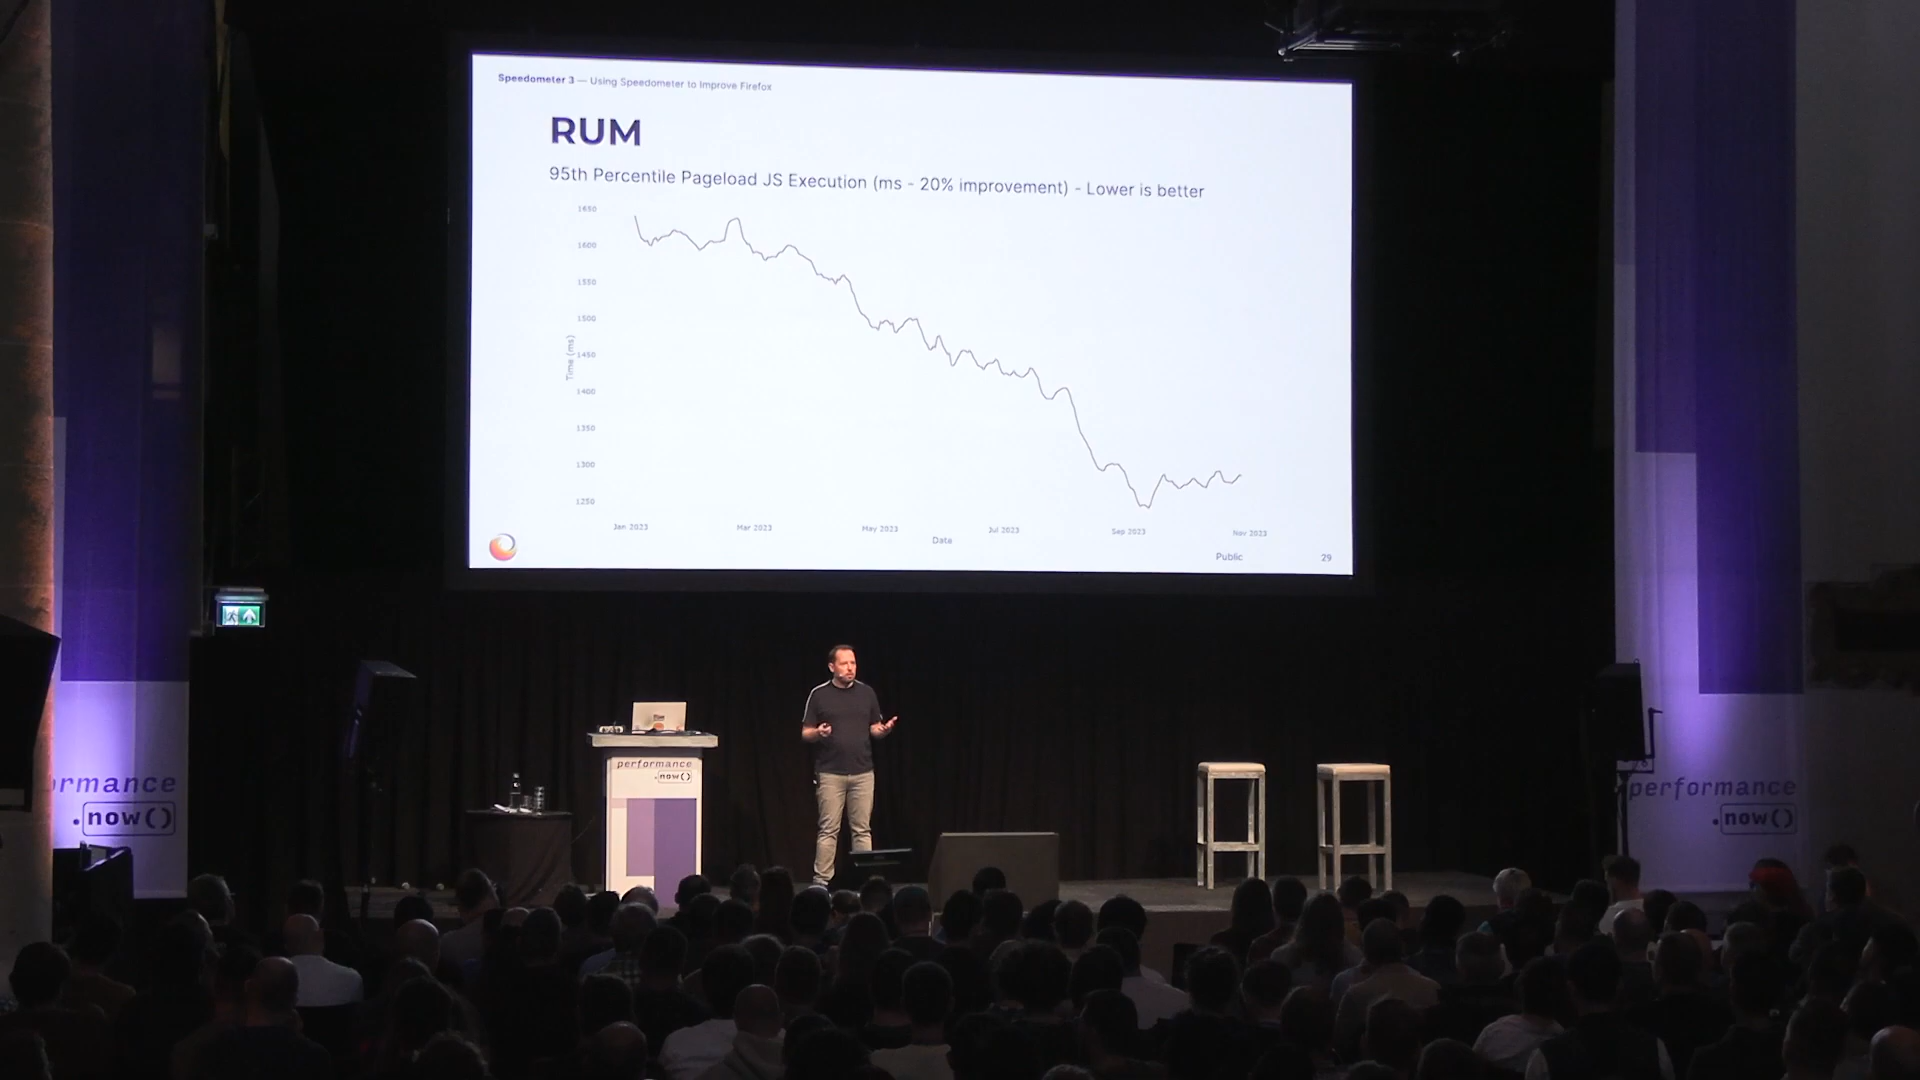 Speedometer 3 — Using Speedometer to Improve Firefox
RUM
95th Percentile Pageload JS Execution (ms - 20% improvement) - Lower is better
1650
1600
1550
1500
1450
1400
1350
1300
1250
Time (ms)
Jan 2023
Mar 2023
May 2023
Jul 2023
Sep 2023
Nov 2023
Date
Public
29
performance
.now()
rmance
.now()
performance
.now()